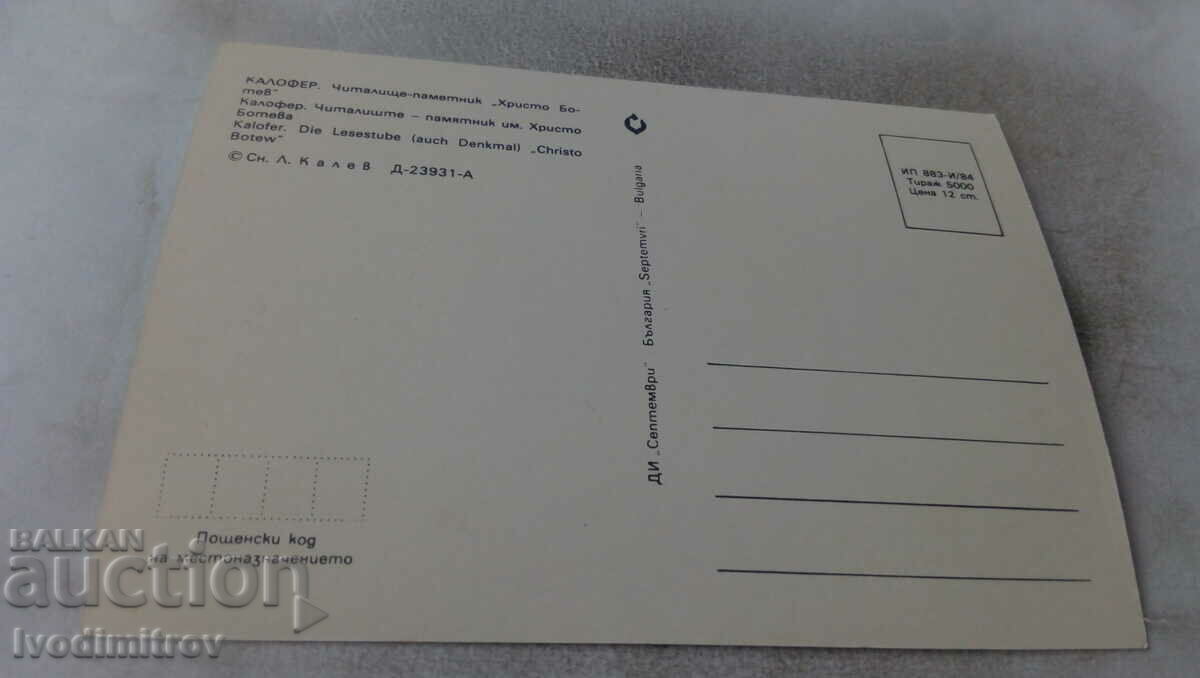 КАЛОФЕР. Читалище-паметник „Христо Бо-
тев"
Калофер. Читалиште – памятник им. Христо
Ботева
Kalofer. Die Lesestube (auch Denkmal) „Christo
Botew"
© Сн. Л. Калев Д-23931-А
ДИ „Септември" България „Septemvri" – Bulgaria
ИП 883-И/84
Тираж 5000
Цена 12 ст.
Пощенски код
на местоназначението
BALKAN
auction
Ivodimitrov